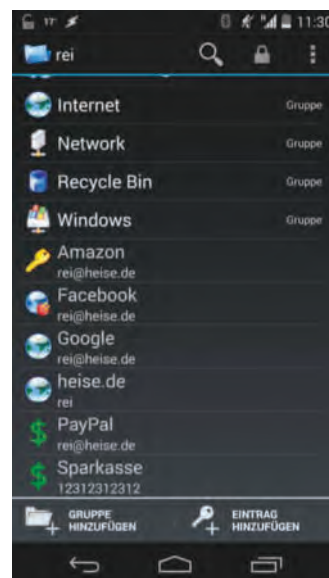 11:30
rei
Internet Gruppe
Network Gruppe
Recycle Bin Gruppe
Windows Gruppe
Amazon
rei@heise.de
Facebook
rei@heise.de
Google
rei@heise.de
heise.de
rei
PayPal
rei@heise.de
Sparkasse
12312312312
GRUPPE HINZUFÜGEN
EINTRAG HINZUFÜGEN